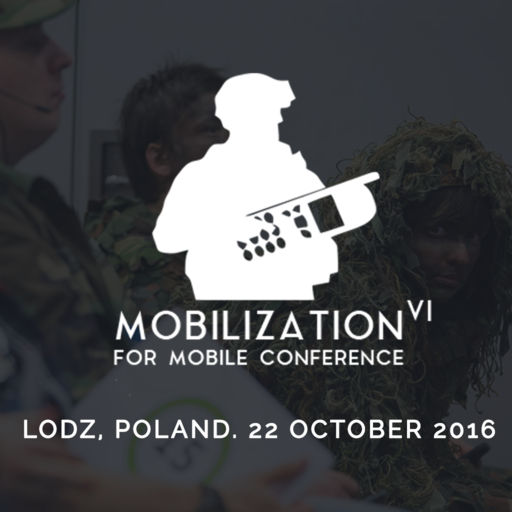 MOBILIZATION VI
FOR MOBILE CONFERENCE
LODZ, POLAND. 22 OCTOBER 2016